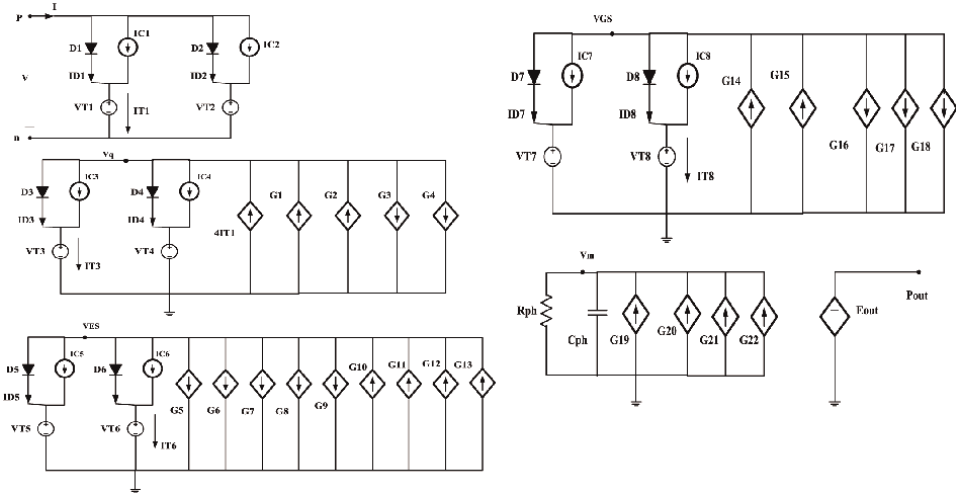 P I
D1 IC1 D2 IC2
V ID1 ID2
VT1 IT1 VT2
n
Vq
D3 IC3 D4 IC4 G1 G2 G3 G4
ID3 ID4 4IT1
VT3 IT3 VT4
VES
D5 IC5 D6 IC6 G10 G11 G12 G13
ID5 ID6 G5 G6 G7 G8 G9
VT5 VT6 IT6
VGS
D7 IC7 D8 IC8 G14 G15
ID7 ID8
VT7 VT8 IT8 G16 G17 G18
Vm
Rph Cph G19 G20 G21 G22 Eout Pout